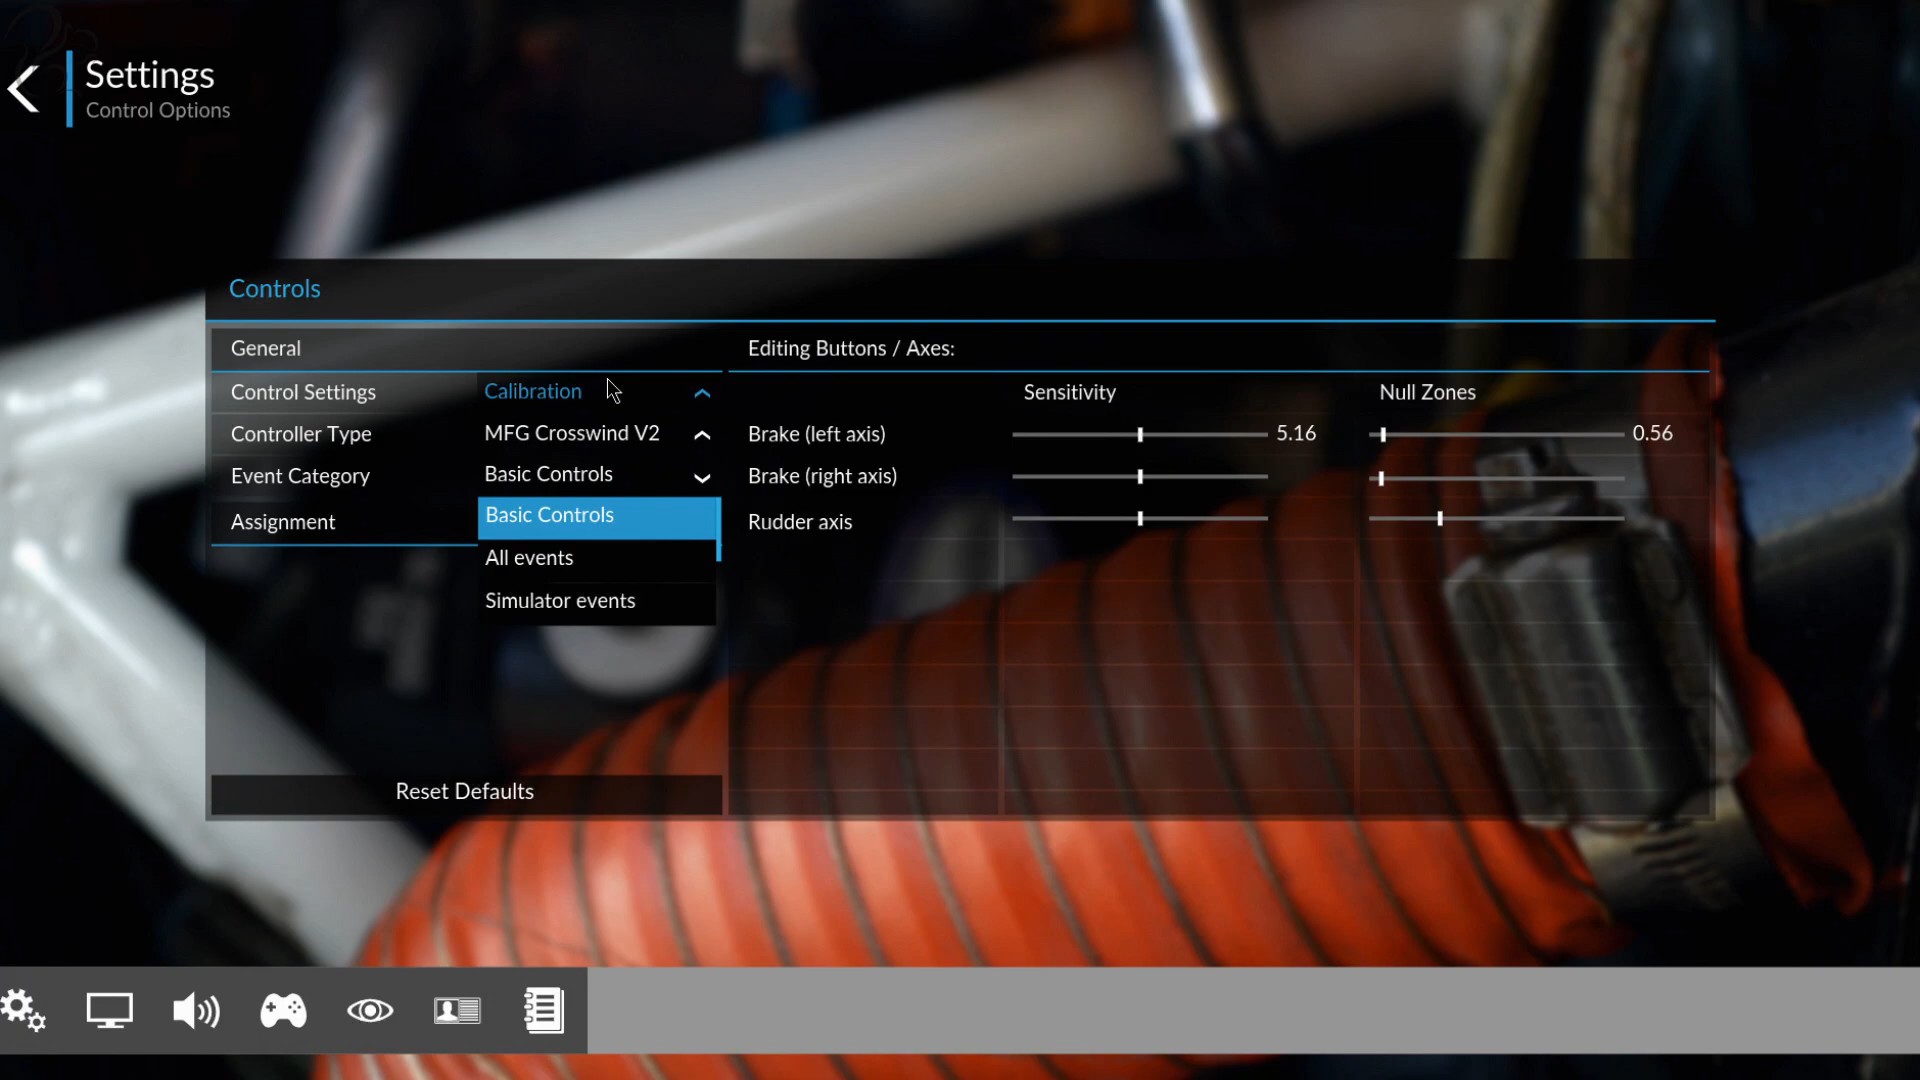 Settings
Control Options
Controls
General
Control Settings
Calibration
Controller Type
MFG Crosswind V2
Event Category
Basic Controls
Assignment
Basic Controls
All events
Simulator events
Reset Defaults
Editing Buttons / Axes:
Sensitivity
Null Zones
Brake (left axis)
5.16
0.56
Brake (right axis)
Rudder axis